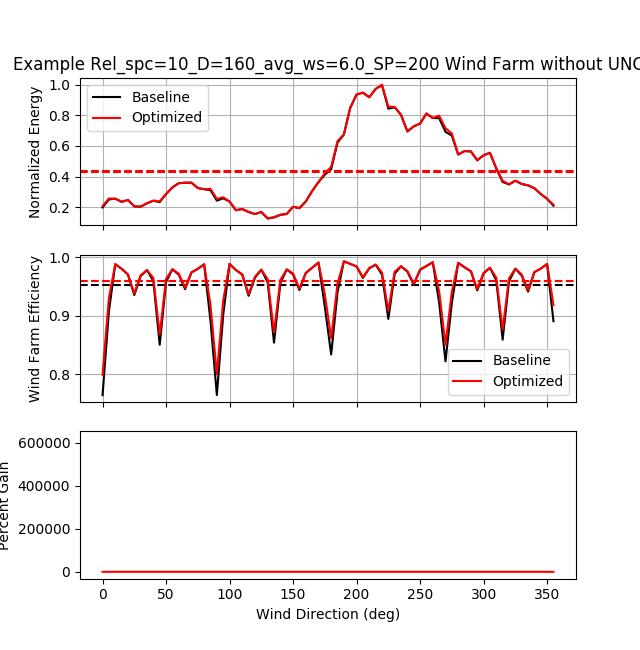 Example Rel_spc=10_D=160_avg_ws=6.0_SP=200 Wind Farm without UNC
Normalized Energy
1.0
0.8
0.6
0.4
0.2
Baseline
Optimized
Wind Farm Efficiency
1.0
0.9
0.8
Baseline
Optimized
Percent Gain
600000
400000
200000
0
0 50 100 150 200 250 300 350
Wind Direction (deg)